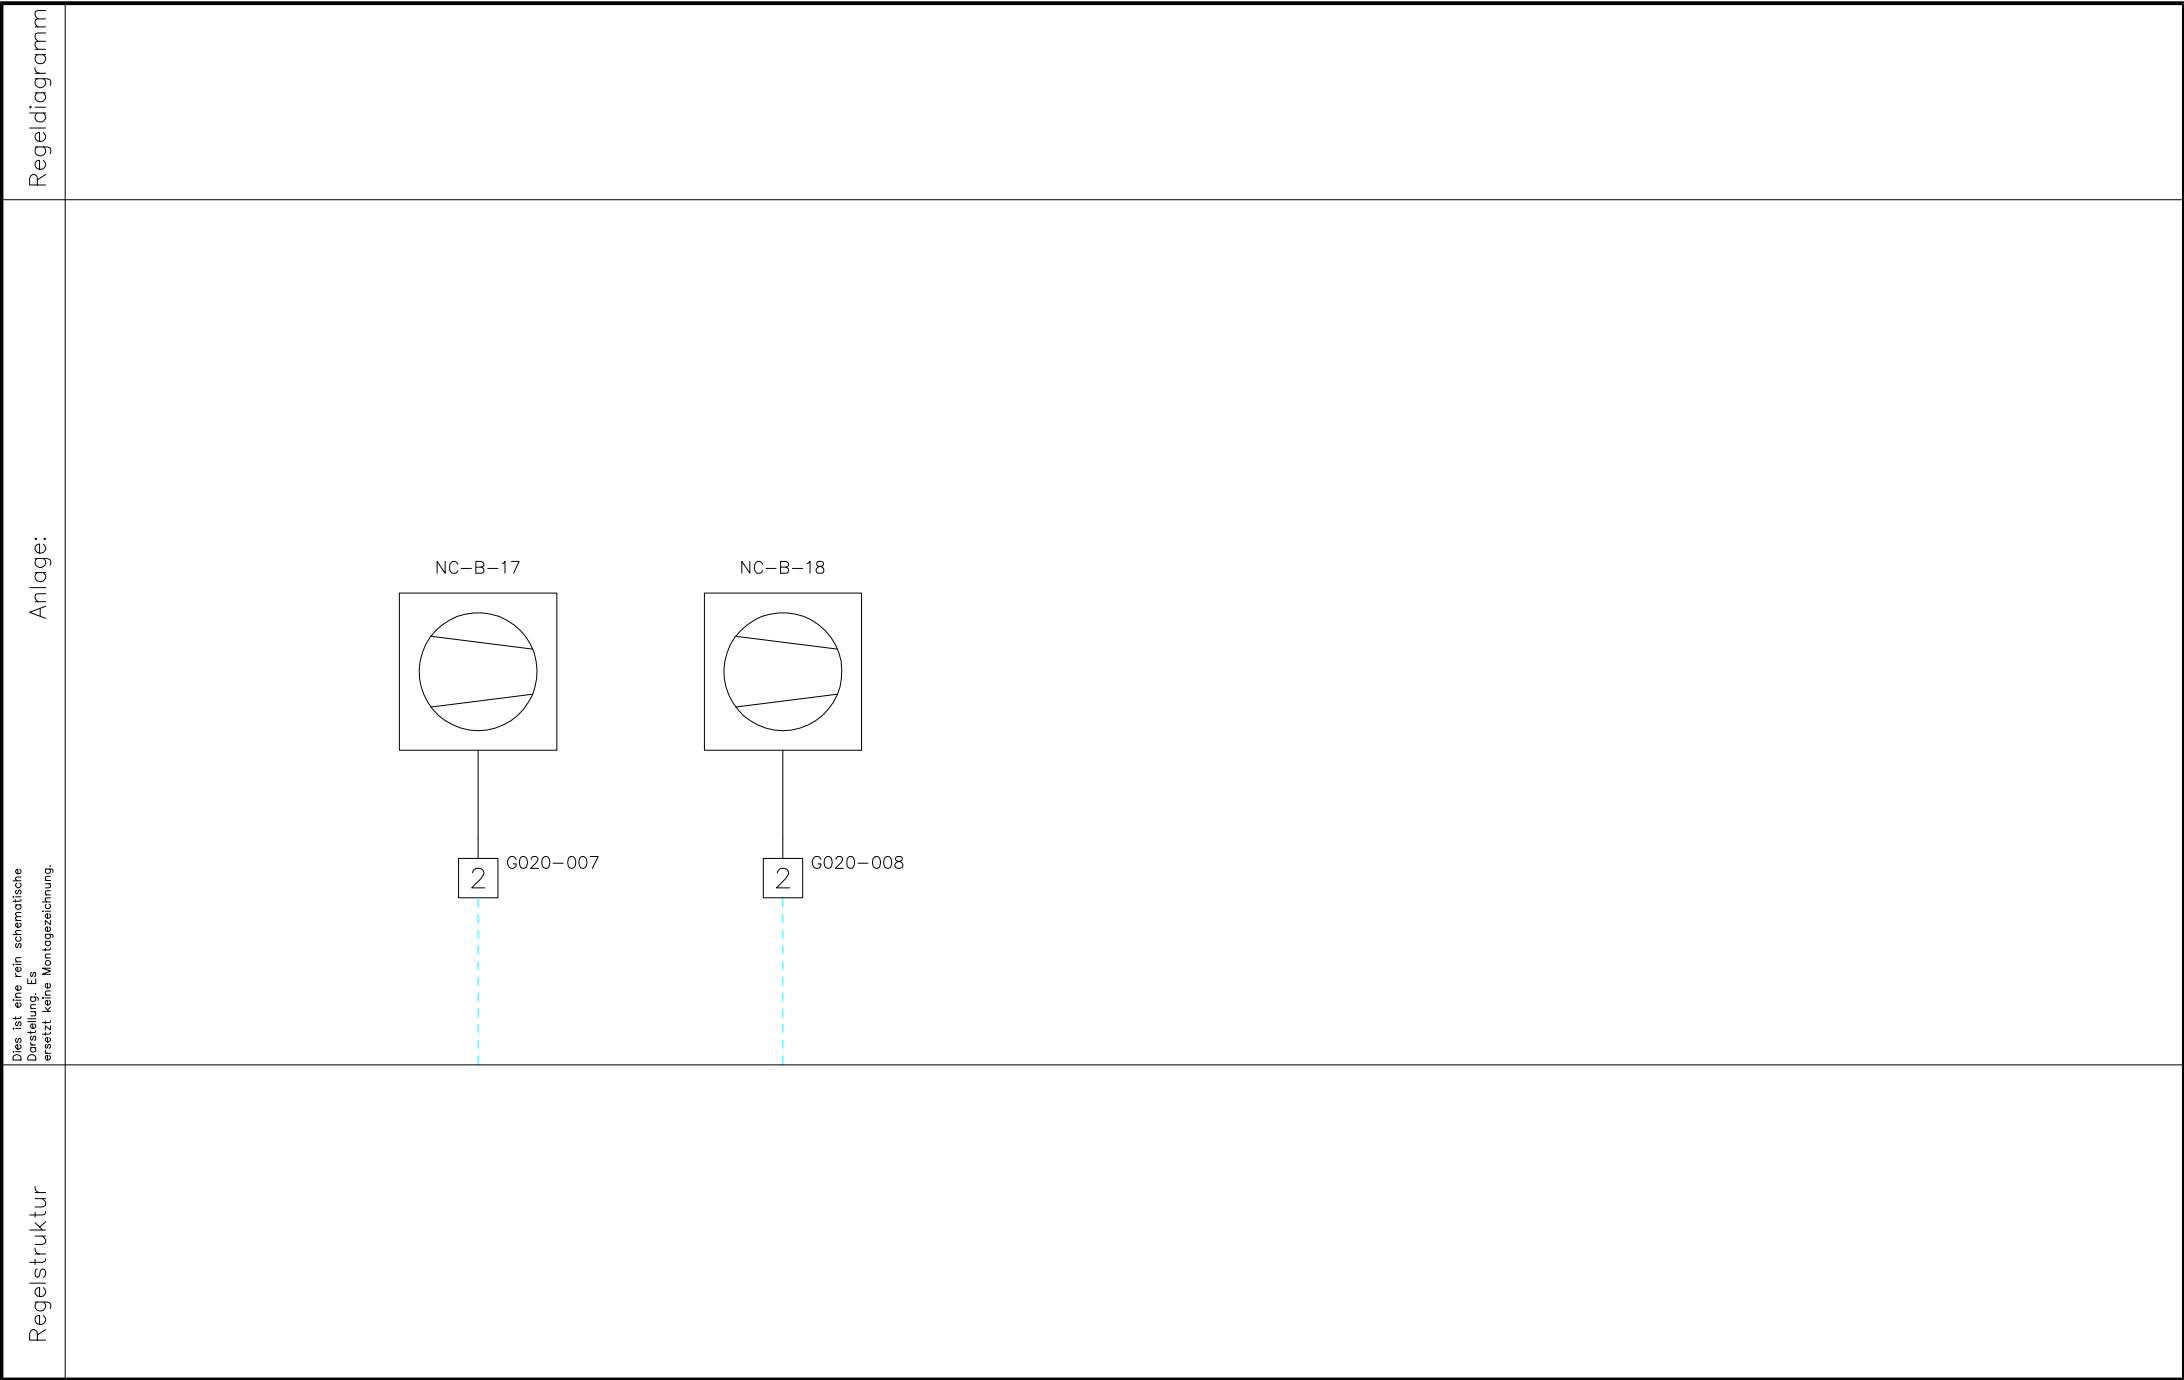 Regeldiagramm
Anlage:
NC-B-17
NC-B-18
2
G020-007
2
G020-008
Dies ist eine rein schematische
Darstellung. Es
ersetzt keine Montagezeichnung.
Regelstruktur